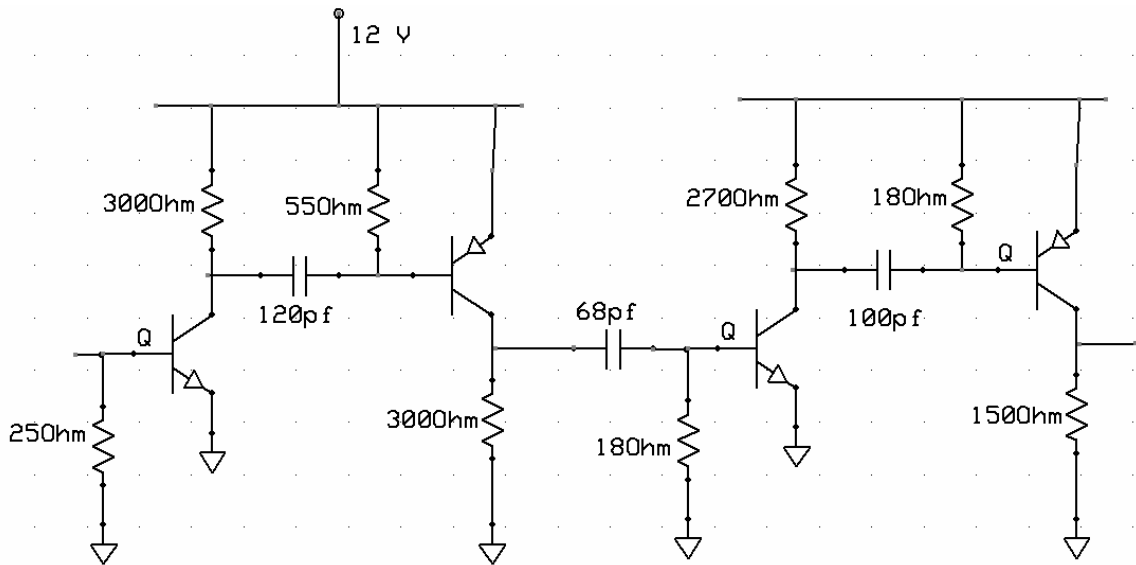 12 V
300Ohm
55Ohm
270Ohm
18Ohm
Q
120pf
68pf
100pf
Q
Q
25Ohm
300Ohm
18Ohm
150Ohm